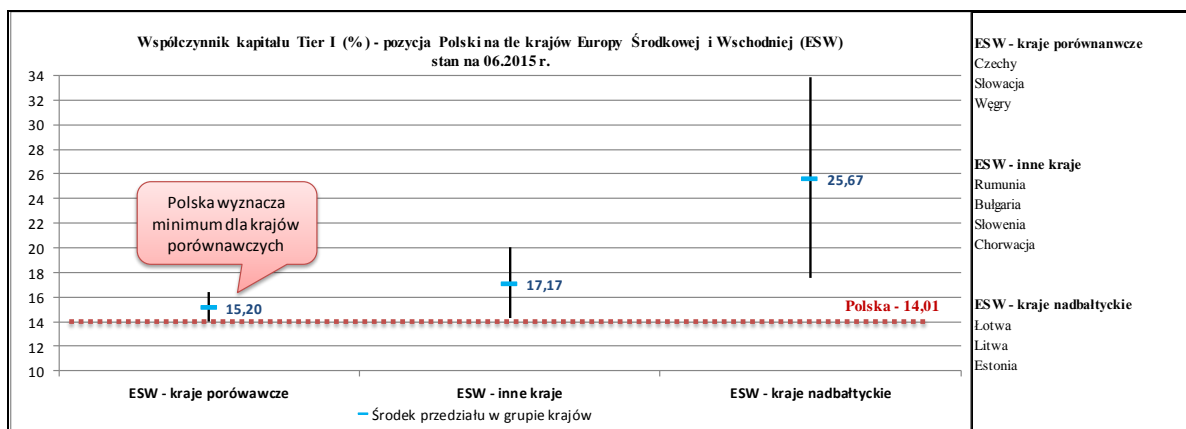 Współczynnik kapitału Tier I (%) - pozycja Polski na tle krajów Europy Środkowej i Wschodniej (ESW)
stan na 06.2015 r.
34
32
30
28
26
24
22
20
18
16
14
12
10
Polska wyznacza
minimum dla krajów
porównawczych
15,20
17,17
25,67
Polska - 14,01
ESW - kraje porówawcze
ESW - inne kraje
ESW - kraje nadbałtyckie
Środek przedziału w grupie krajów
ESW - kraje porównanwcze
Czechy
Słowacja
Węgry
ESW - inne kraje
Rumunia
Bułgaria
Słowenia
Chorwacja
ESW - kraje nadbałtyckie
Łotwa
Litwa
Estonia